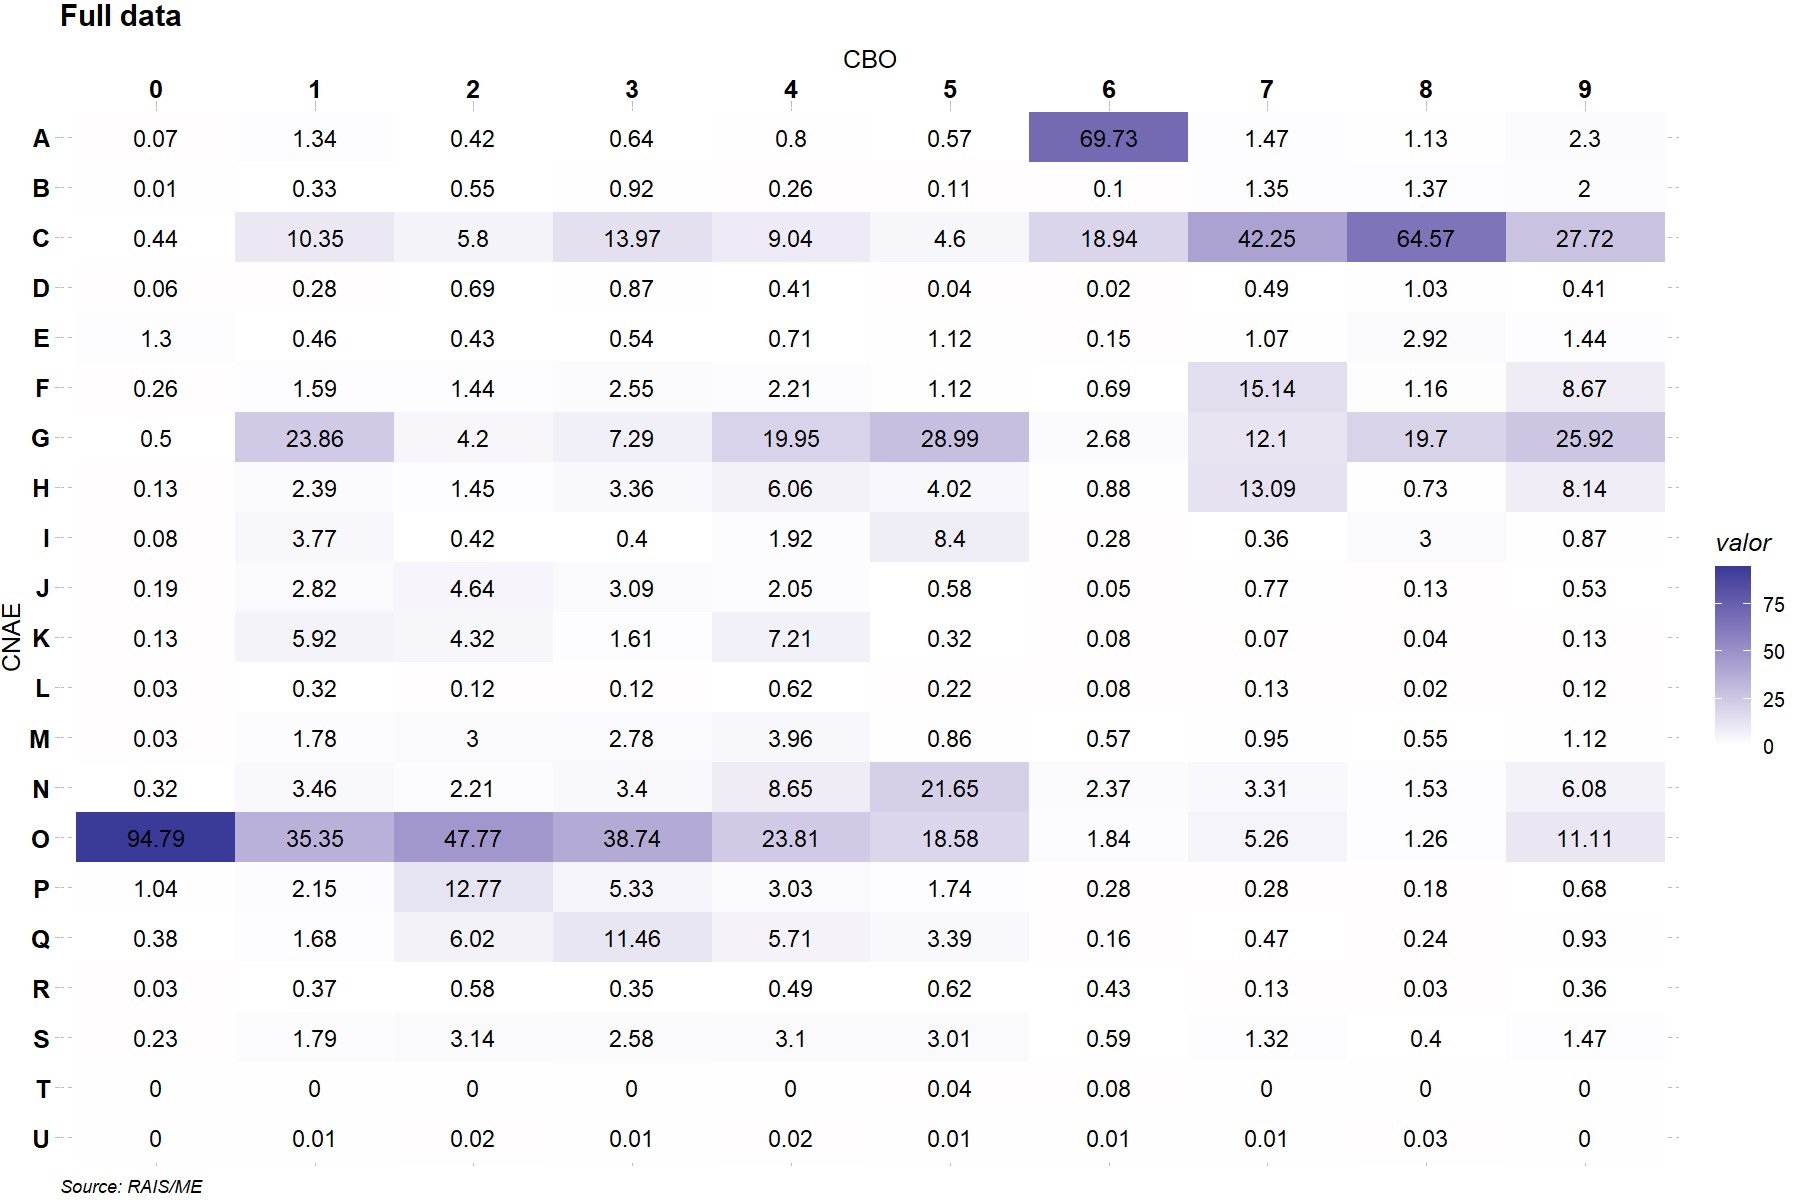 Full data
CBO
0 1 2 3 4 5 6 7 8 9
A 0.07 1.34 0.42 0.64 0.8 0.57 69.73 1.47 1.13 2.3
B 0.01 0.33 0.55 0.92 0.26 0.11 0.1 1.35 1.37 2
C 0.44 10.35 5.8 13.97 9.04 4.6 18.94 42.25 64.57 27.72
D 0.06 0.28 0.69 0.87 0.41 0.04 0.02 0.49 1.03 0.41
E 1.3 0.46 0.43 0.54 0.71 1.12 0.15 1.07 2.92 1.44
F 0.26 1.59 1.44 2.55 2.21 1.12 0.69 15.14 1.16 8.67
G 0.5 23.86 4.2 7.29 19.95 28.99 2.68 12.1 19.7 25.92
H 0.13 2.39 1.45 3.36 6.06 4.02 0.88 13.09 0.73 8.14
I 0.08 3.77 0.42 0.4 1.92 8.4 0.28 0.36 3 0.87
J 0.19 2.82 4.64 3.09 2.05 0.58 0.05 0.77 0.13 0.53
K 0.13 5.92 4.32 1.61 7.21 0.32 0.08 0.07 0.04 0.13
L 0.03 0.32 0.12 0.12 0.62 0.22 0.08 0.13 0.02 0.12
M 0.03 1.78 3 2.78 3.96 0.86 0.57 0.95 0.55 1.12
N 0.32 3.46 2.21 3.4 8.65 21.65 2.37 3.31 1.53 6.08
O 94.79 35.35 47.77 38.74 23.81 18.58 1.84 5.26 1.26 11.11
P 1.04 2.15 12.77 5.33 3.03 1.74 0.28 0.28 0.18 0.68
Q 0.38 1.68 6.02 11.46 5.71 3.39 0.16 0.47 0.24 0.93
R 0.03 0.37 0.58 0.35 0.49 0.62 0.43 0.13 0.03 0.36
S 0.23 1.79 3.14 2.58 3.1 3.01 0.59 1.32 0.4 1.47
T 0 0 0 0 0 0.04 0.08 0 0 0
U 0 0.01 0.02 0.01 0.02 0.01 0.01 0.01 0.03 0
CNAE
valor
75
50
25
0
Source: RAIS/ME